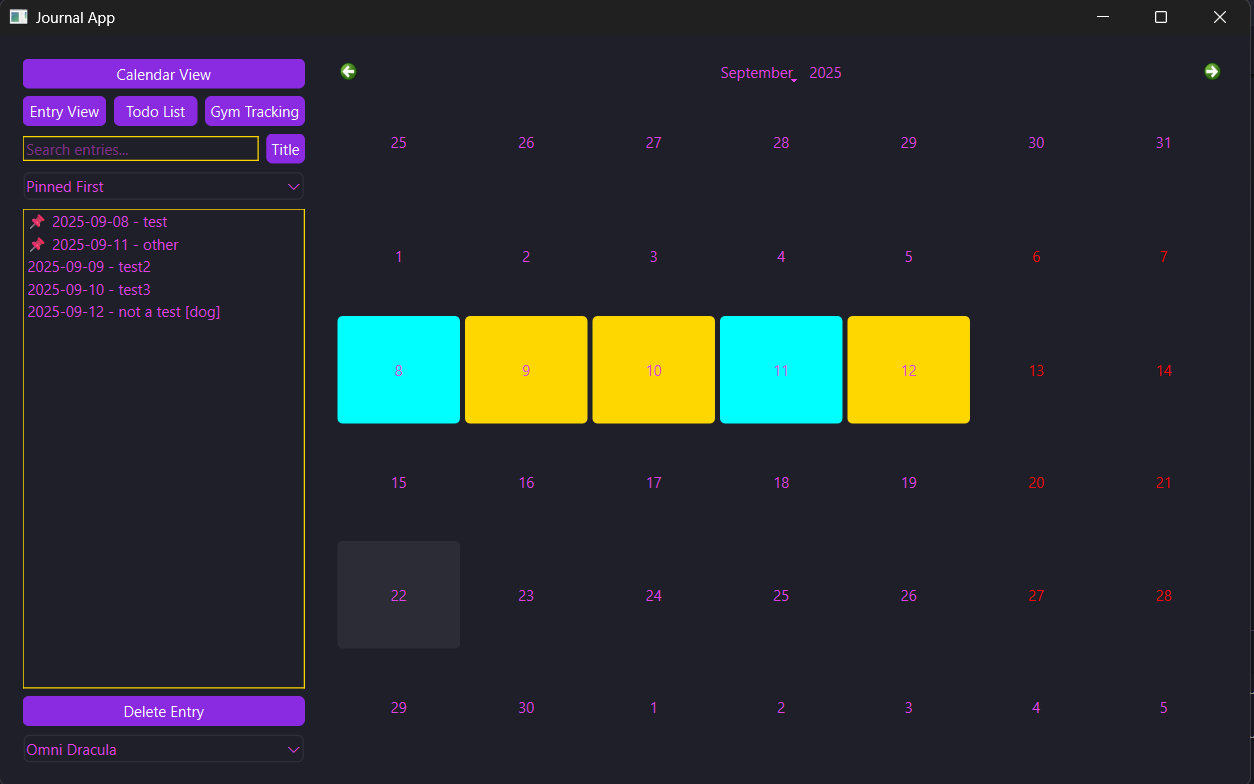 Journal App
Calendar View
Entry View Todo List Gym Tracking
Search entries... Title
Pinned First
2025-09-08 - test
2025-09-11 - other
2025-09-09 - test2
2025-09-10 - test3
2025-09-12 - not a test [dog]
Delete Entry
Omni Dracula
September 2025
25 26 27 28 29 30 31
1 2 3 4 5 6 7
8 9 10 11 12 13 14
15 16 17 18 19 20 21
22 23 24 25 26 27 28
29 30 1 2 3 4 5